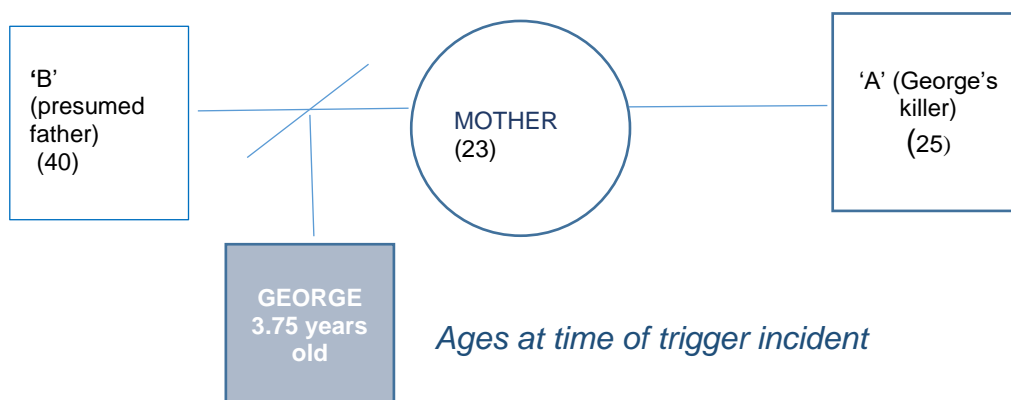 ‘B’
(presumed
father)
(40)
MOTHER
(23)
‘A’ (George’s
killer)
(25)
GEORGE
3.75 years
old
Ages at time of trigger incident